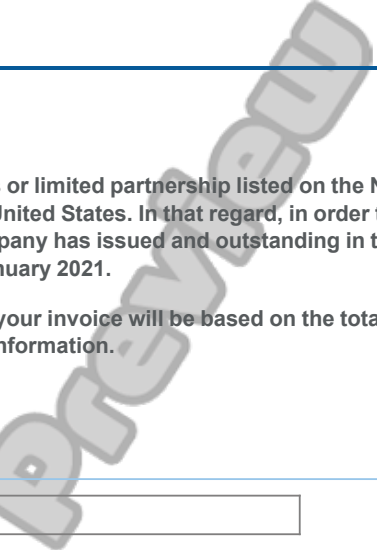 s or limited partnership listed on the N
United States. In that regard, in order t
pany has issued and outstanding in t
nuary 2021.
your invoice will be based on the tota
nformation.
Preview